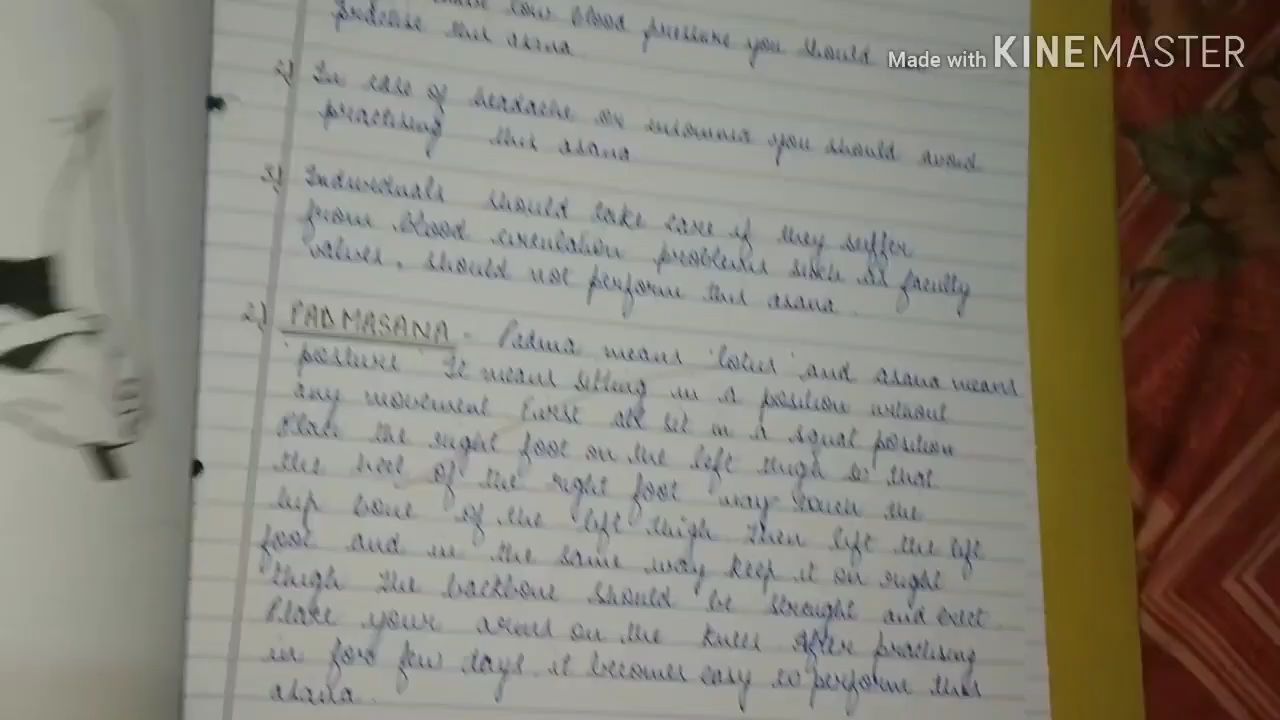 low blood pressure you should
practise this asana
Made with KINEMASTER
2) In case of headache or insomnia you should avoid
practising this asana
3) Individuals should take care if they suffer
from blood circulation problems such as faculty
valves. should not perform this asana.
2.) PADMASANA - Padma means 'lotus' and asana means
'posture' It means sitting in a position without
any movement First all sit in a squat position
Place the right foot on the left thigh so that
the heel of the right foot may touch the
hip bone of the left thigh Then lift the left
foot and in the same way keep it on right
thigh the backbone should be straight and erect
Place your arms on the knees After practising
in for few days it becomes easy to perform this
asana.